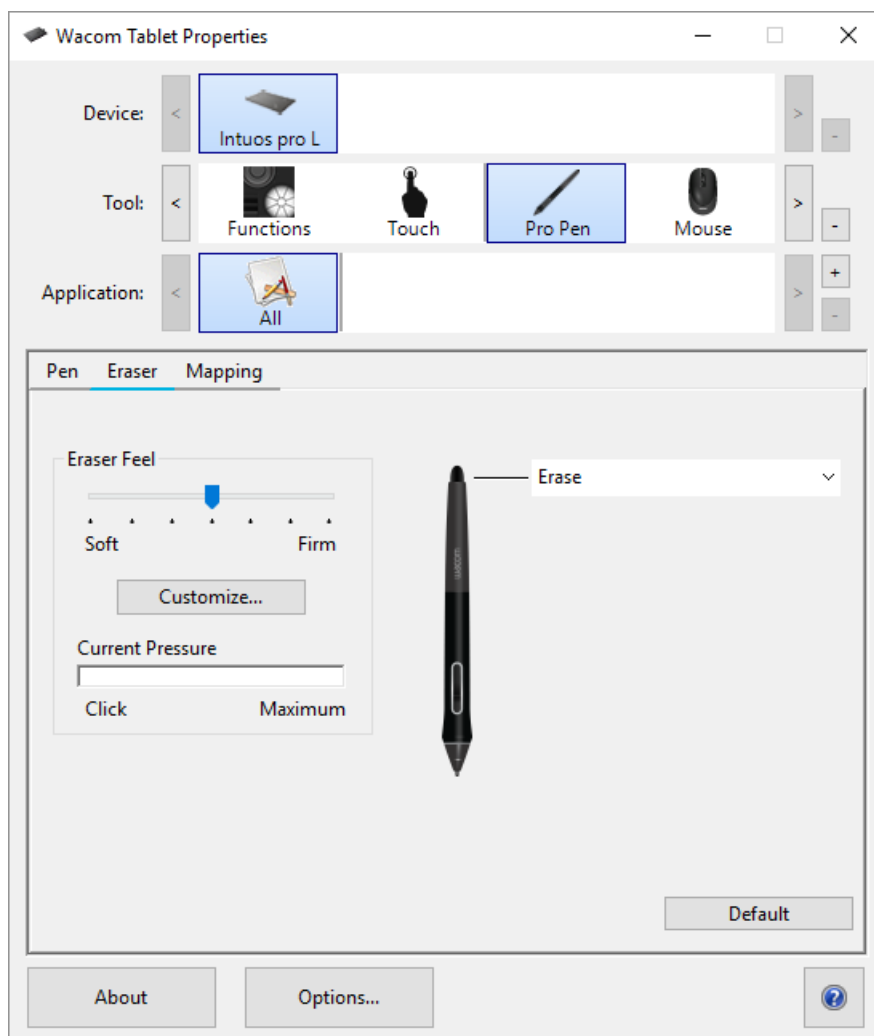 Wacom Tablet Properties
Device:
<
Intuos pro L
>
-
Tool:
<
Functions
Touch
Pro Pen
Mouse
>
-
Application:
<
All
>
+
-
Pen Eraser Mapping
Eraser Feel
Soft Firm
Customize...
Current Pressure
Click Maximum
wacom
Erase
Default
About
Options...
?